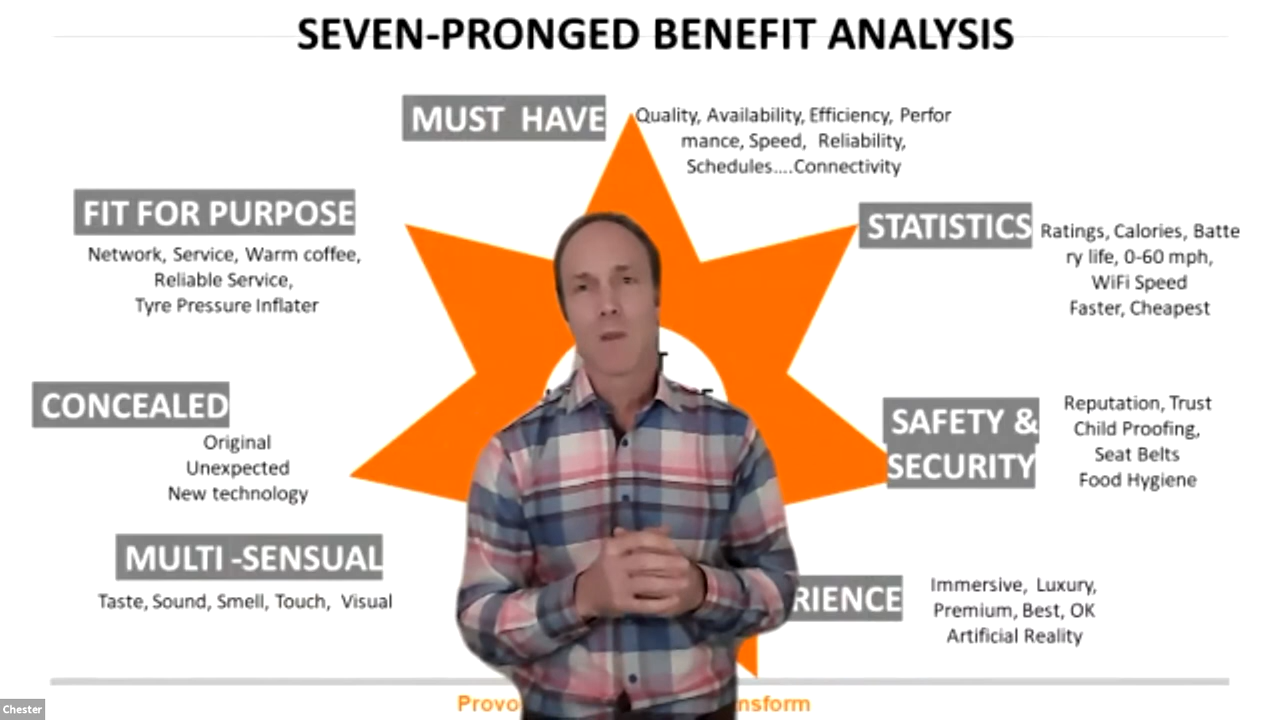 SEVEN-PRONGED BENEFIT ANALYSIS
MUST HAVE
Quality, Availability, Efficiency, Perfor
mance, Speed, Reliability,
Schedules....Connectivity
FIT FOR PURPOSE
Network, Service, Warm coffee,
Reliable Service,
Tyre Pressure Inflater
STATISTICS
Ratings, Calories, Batte
ry life, 0-60 mph,
WiFi Speed
Faster, Cheapest
CONCEALED
Original
Unexpected
New technology
SAFETY &
SECURITY
Reputation, Trust
Child Proofing,
Seat Belts
Food Hygiene
MULTI -SENSUAL
Taste, Sound, Smell, Touch, Visual
RIENCE
Immersive, Luxury,
Premium, Best, OK
Artificial Reality
Provo
nsform
Chester